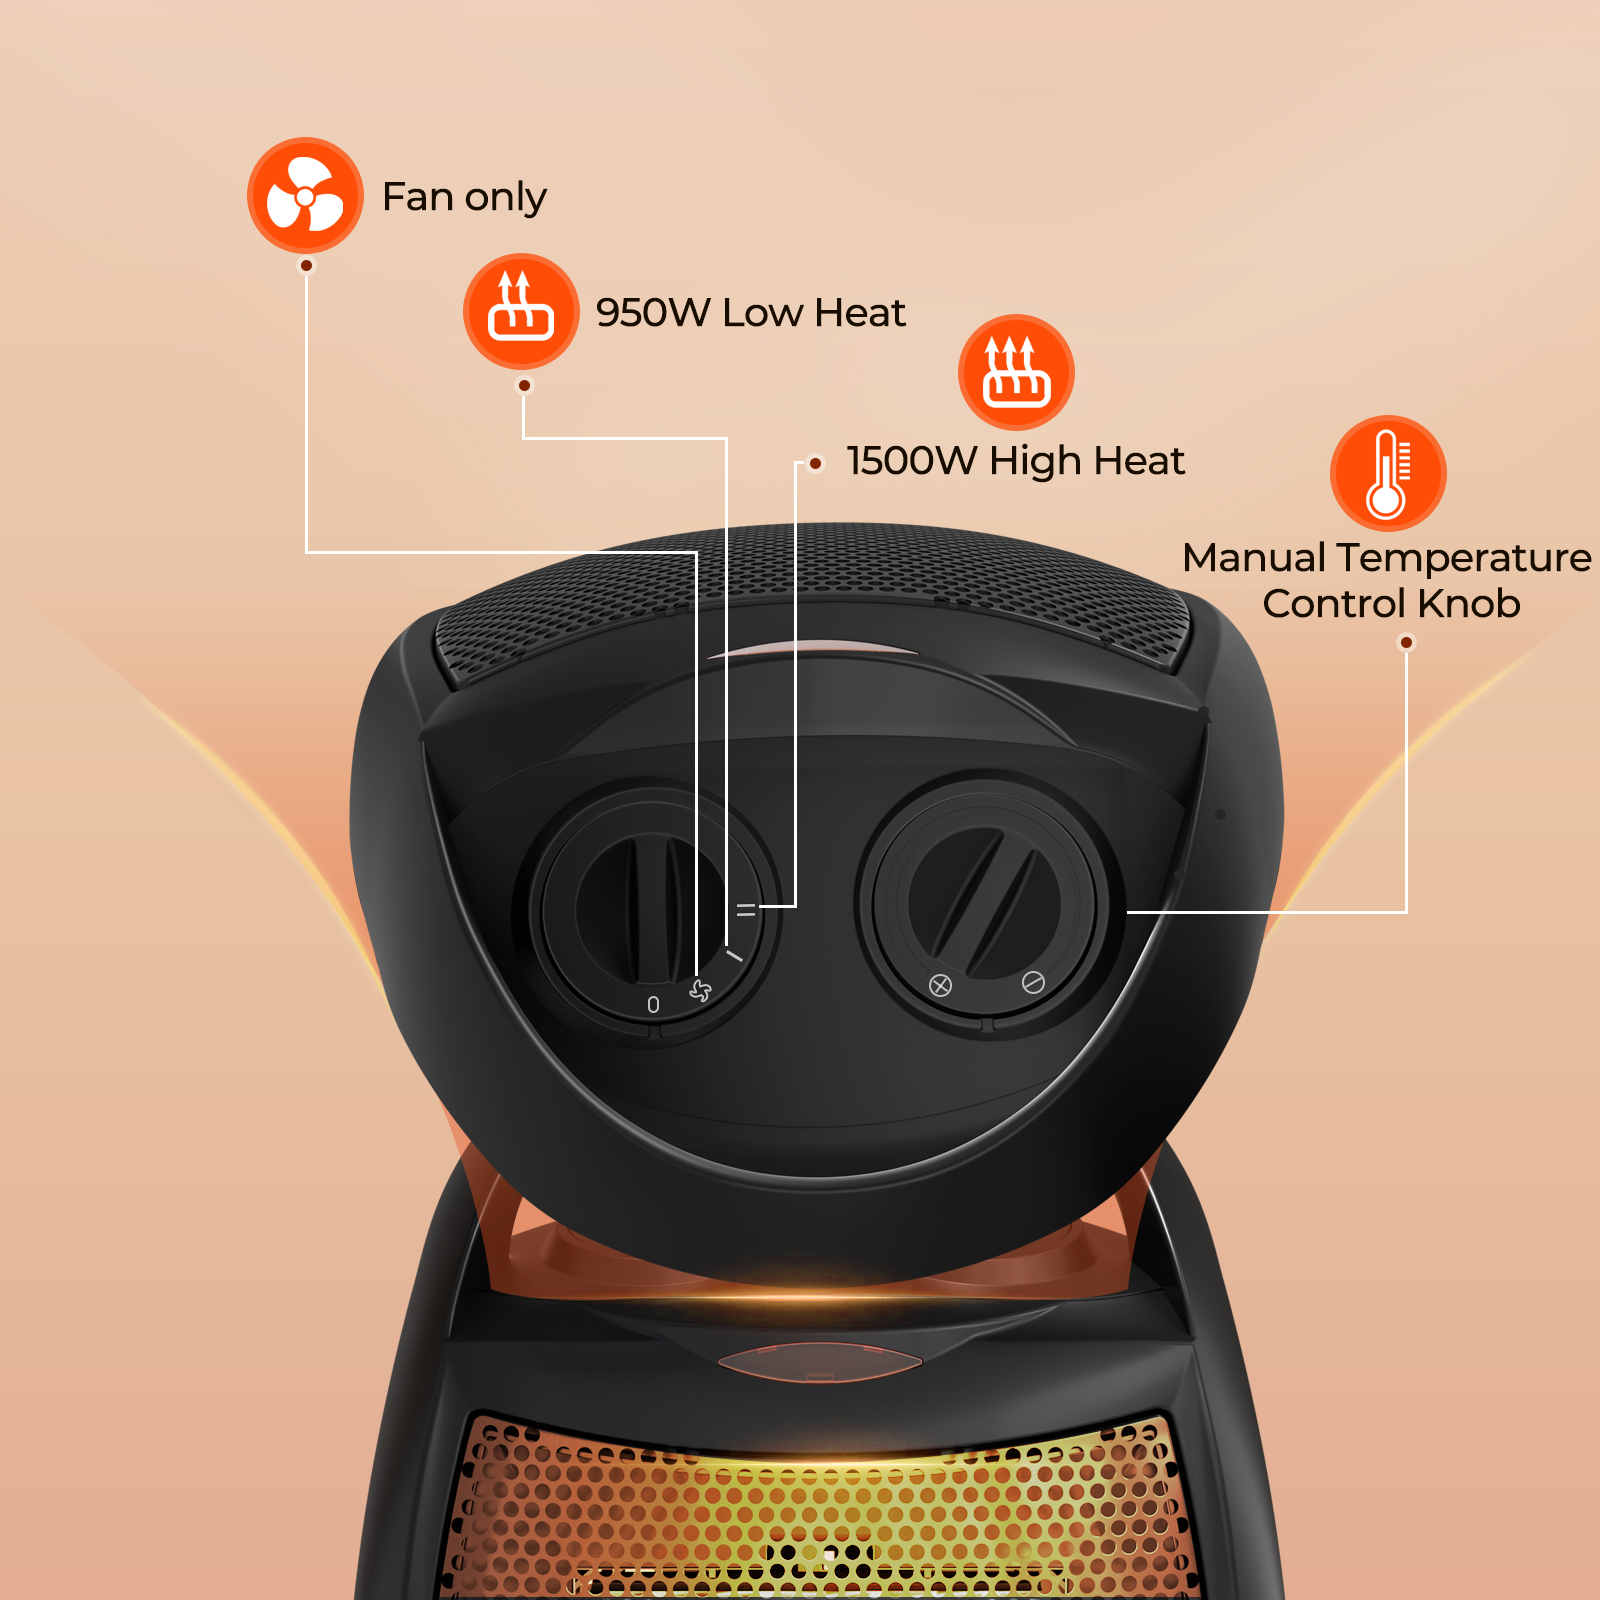 Fan only
950W Low Heat
1500W High Heat
Manual Temperature
Control Knob
0